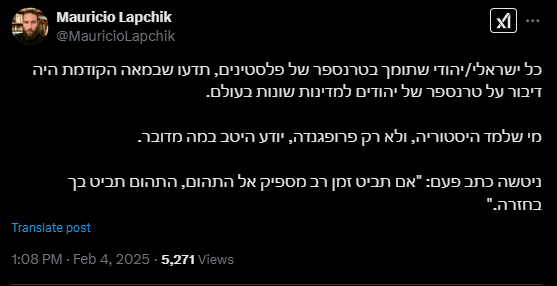 Mauricio Lapchik
@MauricioLapchik
כל ישראלי/יהודי שתומך בטרנספר של פלסטינים, תדעו שבמאה הקודמת היה
דיבור על טרנספר של יהודים למדינות שונות בעולם.
מי שלמד היסטוריה, ולא רק פרופגנדה, יודע היטב במה מדובר.
ניטשה כתב פעם: "אם תביט זמן רב מספיק אל התהום, התהום תביט בך
בחזרה."
Translate post
1:08 PM · Feb 4, 2025 · 5,271 Views